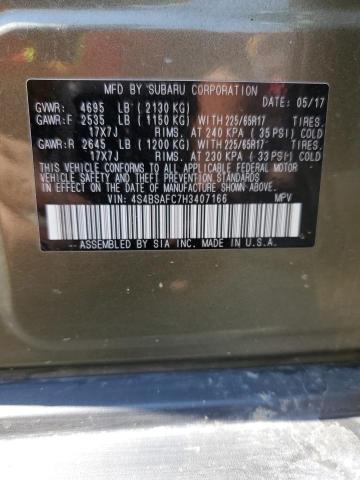 MFD BY SUBARU CORPORATION
GVWR: 4695 LB (2130 KG) DATE: 05/17
GAWR:F 2535 LB (1150 KG) WITH 225/65R17 TIRES.
17X7J RIMS. AT 240 KPA (35 PSI) COLD
GAWR:R 2645 LB (1200 KG) WITH 225/65R17 TIRES.
17X7J RIMS. AT 230 KPA (33 PSI) COLD
THIS VEHICLE CONFORMS TO ALL APPLICABLE FEDERAL MOTOR
VEHICLE SAFETY AND THEFT PREVENTION STANDARDS IN
EFFECT ON THE DATE OF MANUFACTURE SHOWN ABOVE.
VIN: 4S4BSAFC7H3407166 MPV
ASSEMBLED BY SIA INC. MADE IN U.S.A.